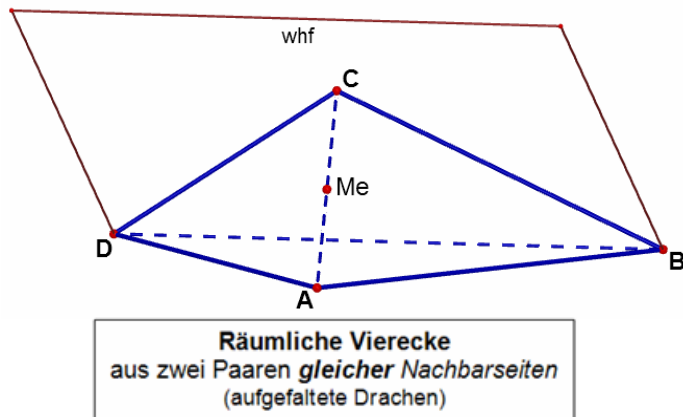 whf
C
Me
D
B
A
Räumliche Vierecke
aus zwei Paaren gleicher Nachbarseiten
(aufgefaltete Drachen)